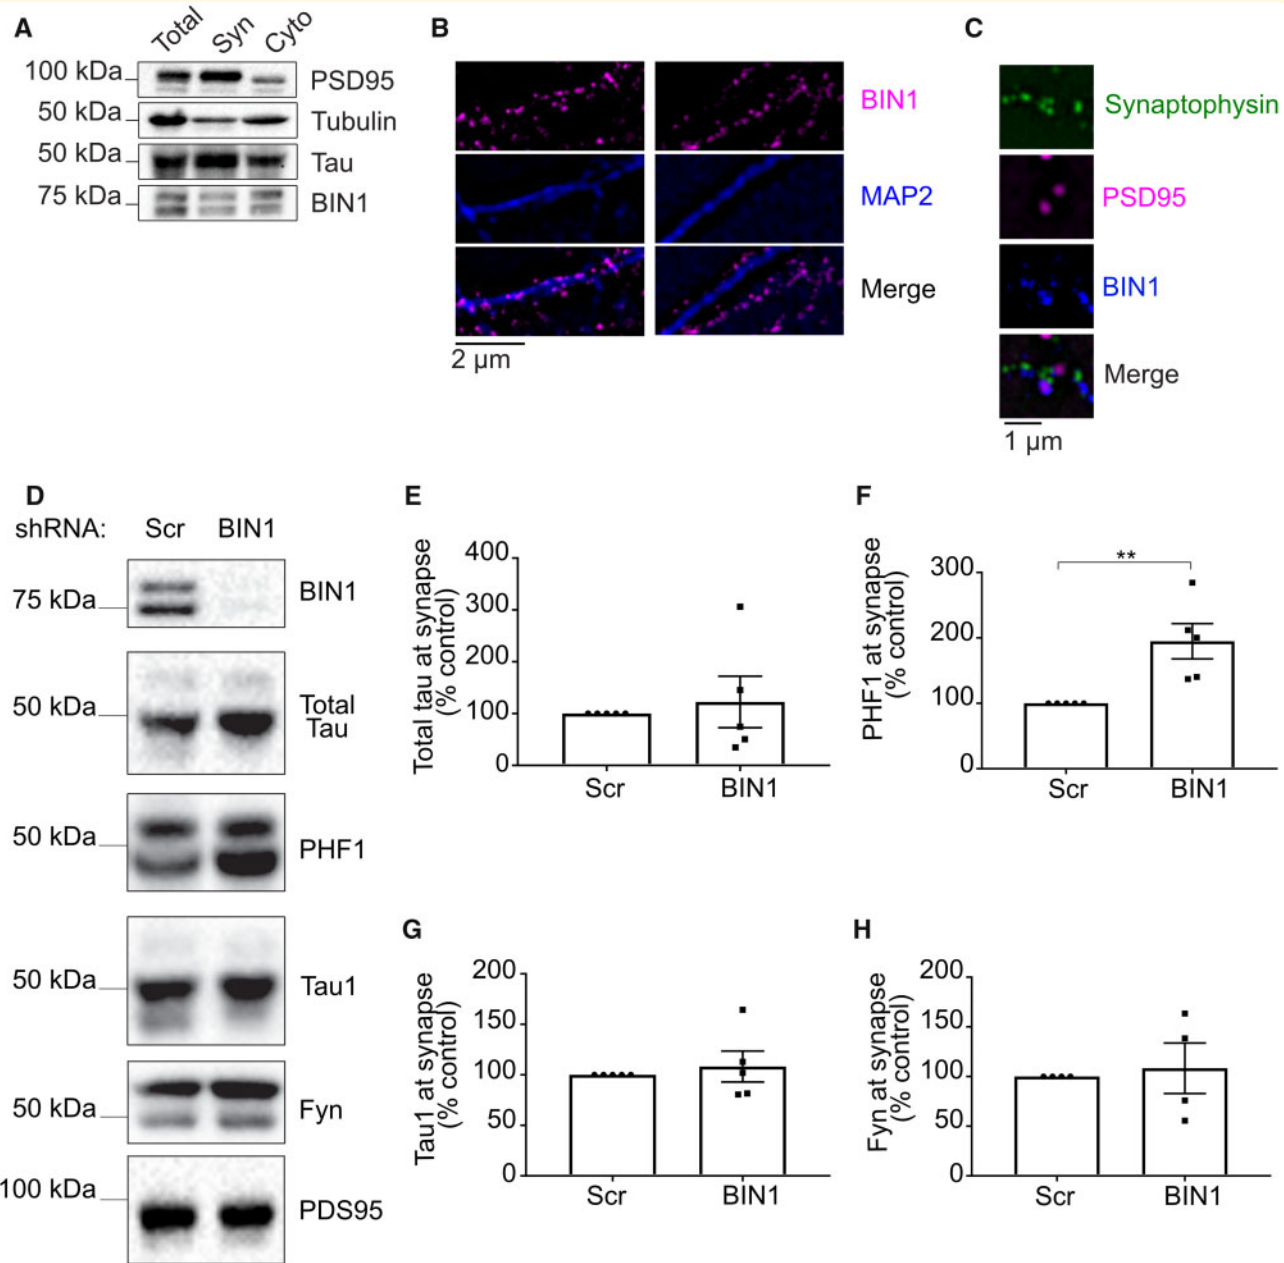 A
Total Syn Cyto
100 kDa PSD95
50 kDa Tubulin
50 kDa Tau
75 kDa BIN1
B
BIN1
MAP2
Merge
2 µm
C
Synaptophysin
PSD95
BIN1
Merge
1 µm
D
shRNA: Scr BIN1
75 kDa BIN1
50 kDa Total
Tau
50 kDa PHF1
50 kDa Tau1
50 kDa Fyn
100 kDa PDS95
E
Total tau at synapse
(% control)
400
300
200
100
0
Scr BIN1
F
PHF1 at synapse
(% control)
300
200
100
0
**
Scr BIN1
G
Tau1 at synapse
(% control)
200
150
100
50
0
Scr BIN1
H
Fyn at synapse
(% control)
200
150
100
50
0
Scr BIN1